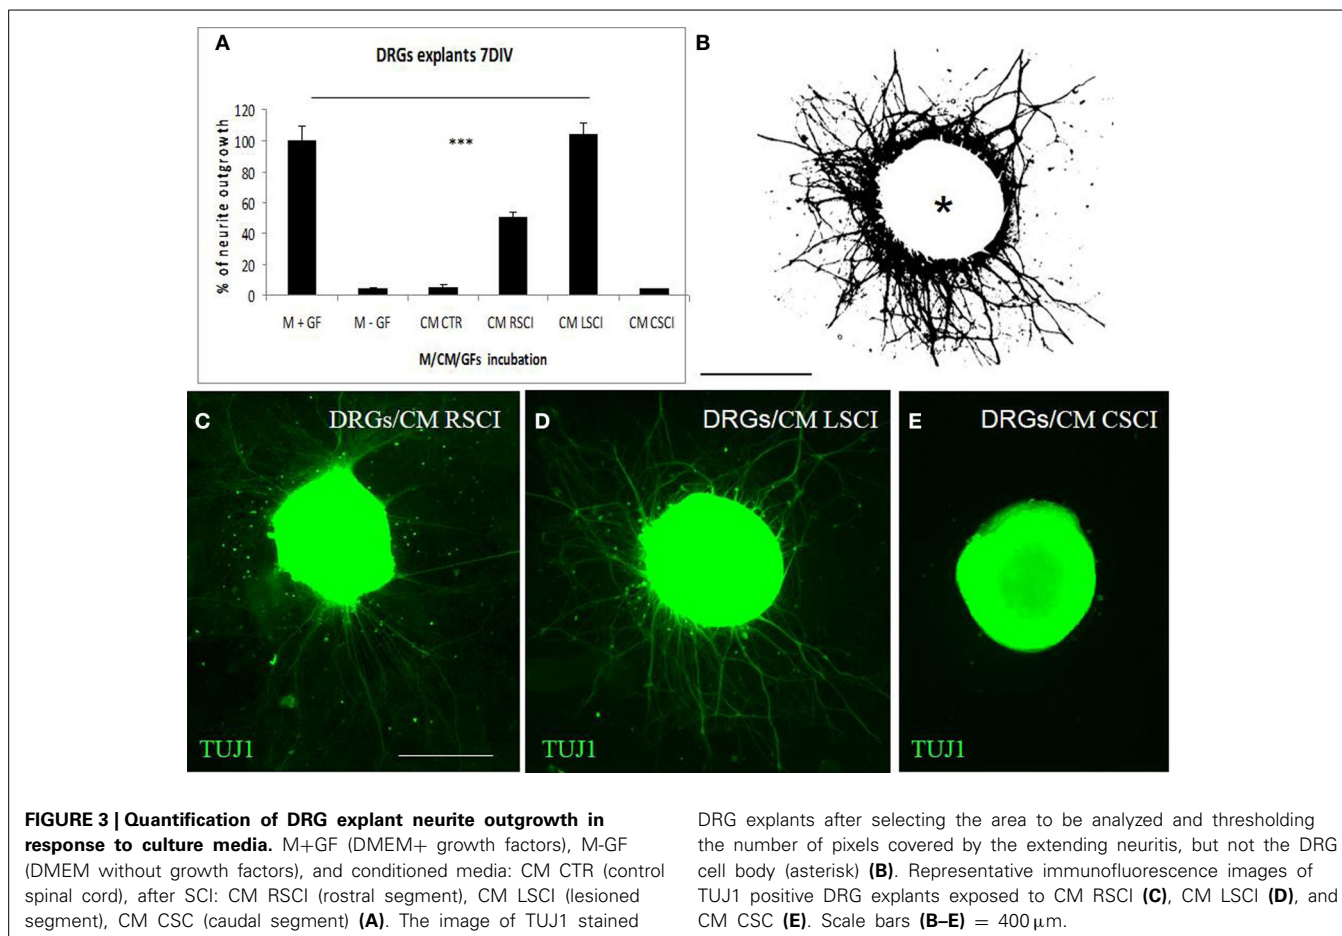 A
DRGs explants 7DIV
***
% of neurite outgrowth
120
100
80
60
40
20
0
M + GF M - GF CM CTR CM RSCI CM LSCI CM CSCI
M/CM/GFs incubation
B
*
C
DRGs/CM RSCI
TUJ1
D
DRGs/CM LSCI
TUJ1
E
DRGs/CM CSCI
TUJ1
FIGURE 3 | Quantification of DRG explant neurite outgrowth in
response to culture media. M+GF (DMEM+ growth factors), M-GF
(DMEM without growth factors), and conditioned media: CM CTR (control
spinal cord), after SCI: CM RSCI (rostral segment), CM LSCI (lesioned
segment), CM CSC (caudal segment) (A). The image of TUJ1 stained
DRG explants after selecting the area to be analyzed and thresholding
the number of pixels covered by the extending neuritis, but not the DRG
cell body (asterisk) (B). Representative immunofluorescence images of
TUJ1 positive DRG explants exposed to CM RSCI (C), CM LSCI (D), and
CM CSC (E). Scale bars (B–E) = 400 μm.